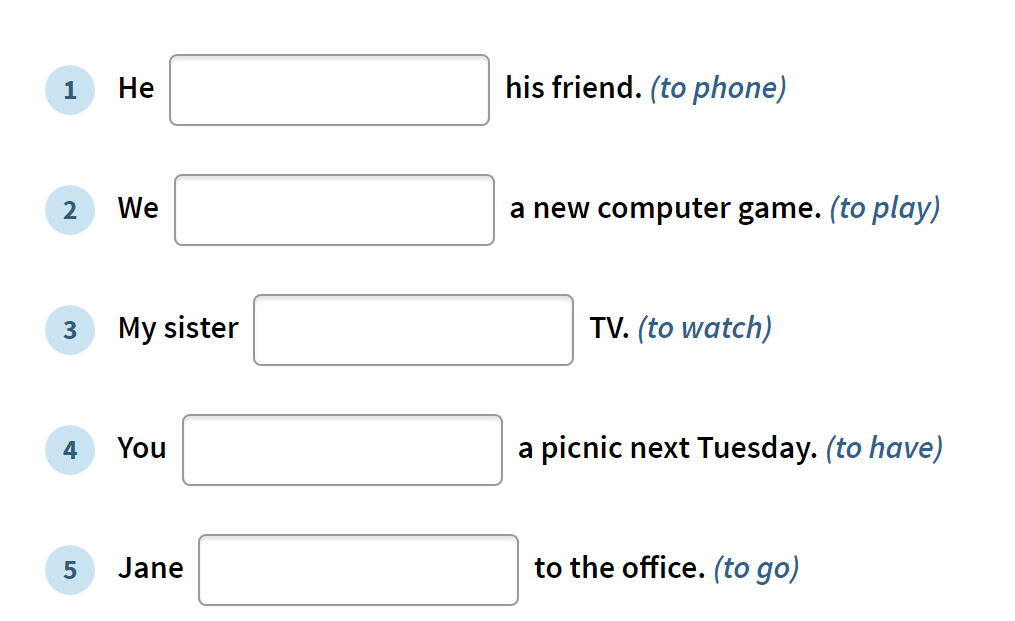 1 He his friend. (to phone)
2 We a new computer game. (to play)
3 My sister TV. (to watch)
4 You a picnic next Tuesday. (to have)
5 Jane to the office. (to go)